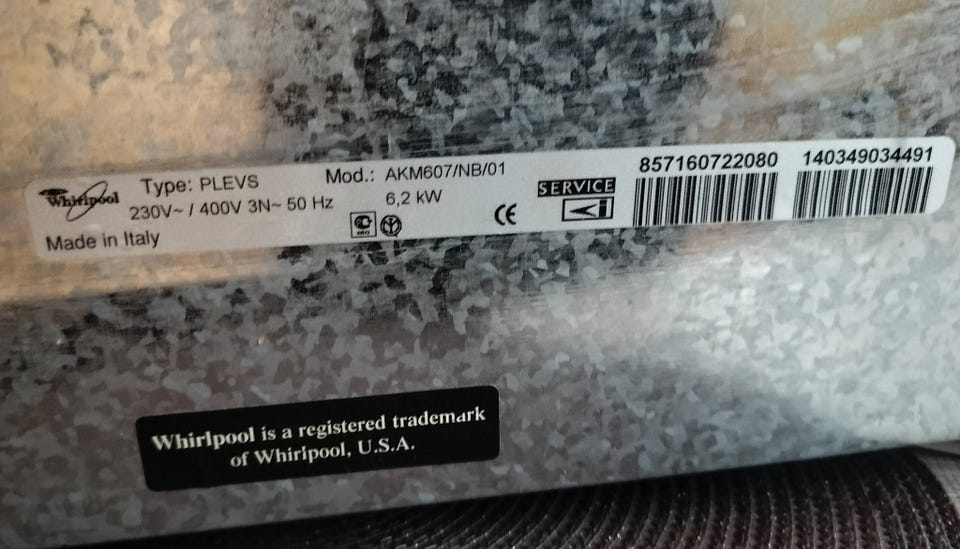 Whirlpool
Type: PLEVS Mod.: AKM607/NB/01
230V~ / 400V 3N~ 50 Hz 6,2 kW
Made in Italy
CE
SERVICE
857160722080 140349034491
Whirlpool is a registered trademark
of Whirlpool, U.S.A.